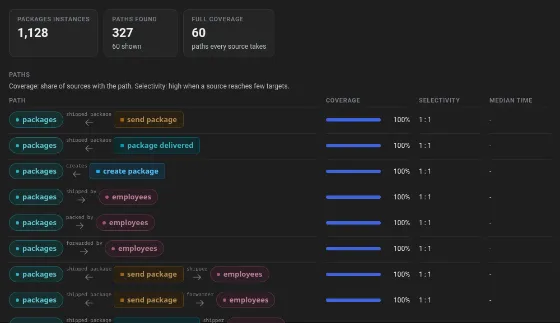 PACKAGES INSTANCES PATHS FOUND FULL COVERAGE
1,128 327 60
60 shown paths every source takes
PATHS
Coverage: share of sources with the path. Selectivity: high when a source reaches few targets.
PATH COVERAGE SELECTIVITY MEDIAN TIME
packages shipped package ← send package 100% 1:1 -
packages shipped package ← package delivered 100% 1:1 -
packages creates ← create package 100% 1:1 -
packages shipped by → employees 100% 1:1 -
packages packed by → employees 100% 1:1 -
packages forwarded by → employees 100% 1:1 -
packages shipped package ← send package shipper → employees 100% 1:1 -
packages shipped package ← send package forwarder → employees 100% 1:1 -
shipped package shipper